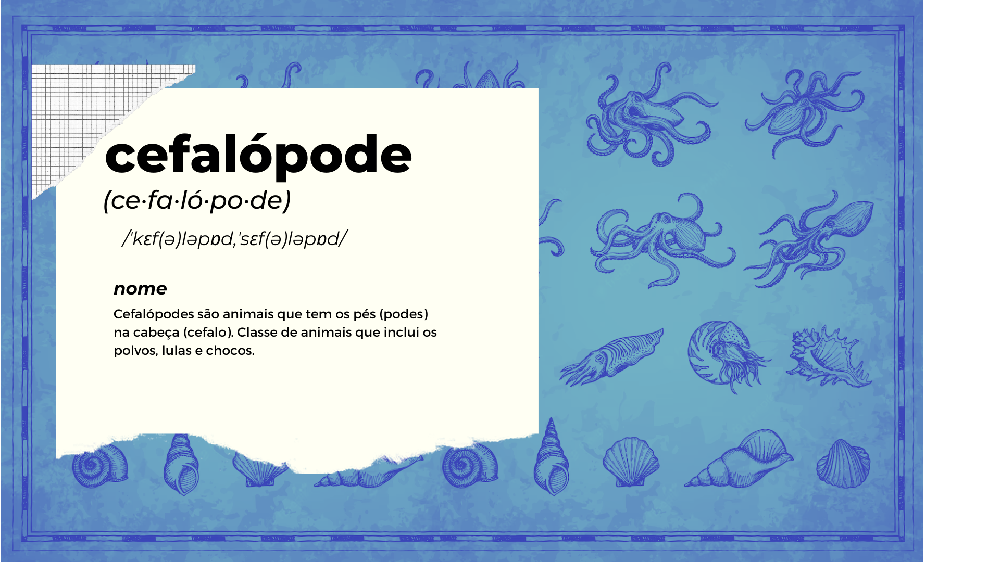 cefalópode
(ce·fa·ló·po·de)
/ˈkɛf(ə)ləpɒd,ˈsɛf(ə)ləpɒd/
nome
Cefalópodes são animais que tem os pés (podes)
na cabeça (cefalo). Classe de animais que inclui os
polvos, lulas e chocos.